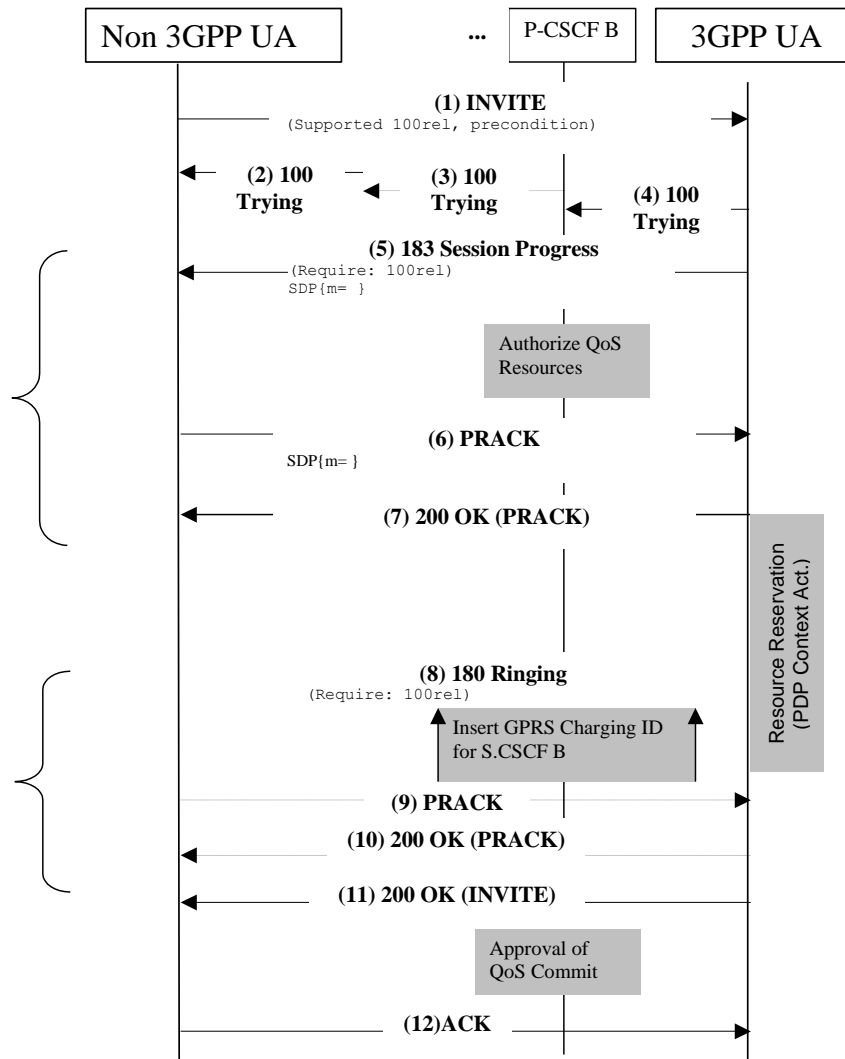 Non 3GPP UA
...
P-CSCF B
3GPP UA
(1) INVITE
(Supported 100rel, precondition)
(2) 100
Trying
(3) 100
Trying
(4) 100
Trying
(5) 183 Session Progress
(Require: 100rel)
SDP{m= }
Authorize QoS
Resources
(6) PRACK
SDP{m= }
(7) 200 OK (PRACK)
Resource Reservation
(PDP Context Act.)
(8) 180 Ringing
(Require: 100rel)
Insert GPRS Charging ID
for S.CSCF B
(9) PRACK
(10) 200 OK (PRACK)
(11) 200 OK (INVITE)
Approval of
QoS Commit
(12)ACK